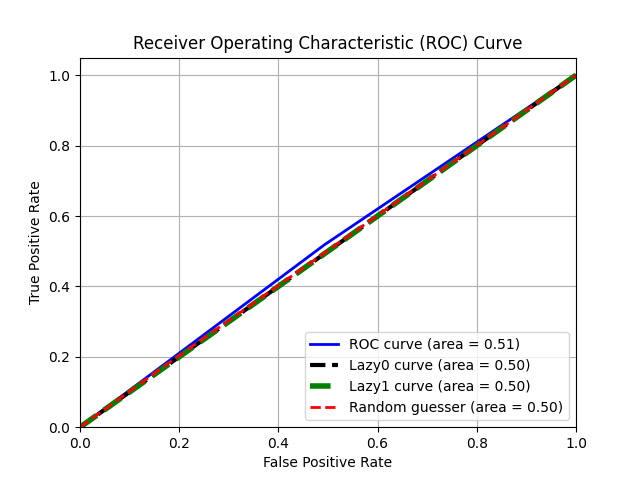 Receiver Operating Characteristic (ROC) Curve
1.0
0.8
0.6
0.4
0.2
0.0
True Positive Rate
ROC curve (area = 0.51)
Lazy0 curve (area = 0.50)
Lazy1 curve (area = 0.50)
Random guesser (area = 0.50)
0.0 0.2 0.4 0.6 0.8 1.0
False Positive Rate